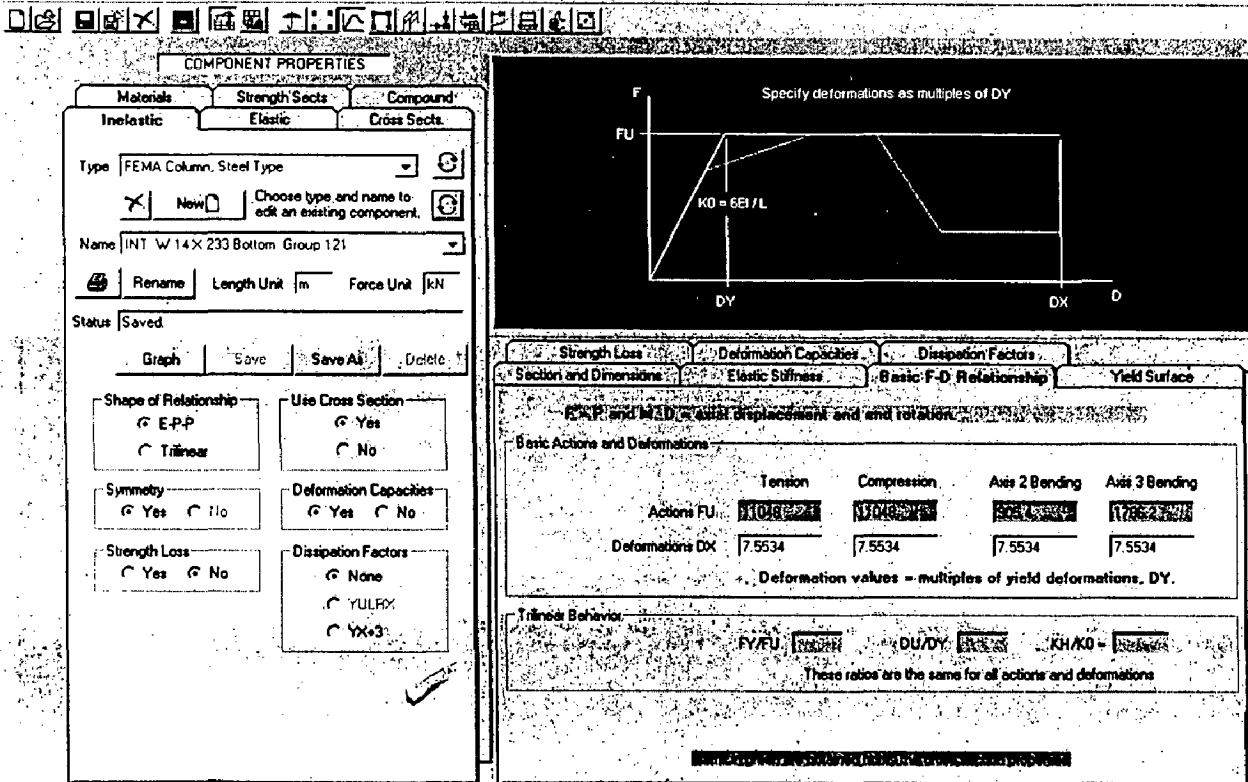 COMPONENT PROPERTIES
Materials Strength Sects Compound
Inelastic Elastic Cross Sects.
Type FEMA Column, Steel Type
New Choose type and name to
edit an existing component.
Name INT W 14 X 233 Bottom Group 121
Rename Length Unit m Force Unit kN
Status Saved.
Graph Save Save As Delete
Shape of Relationship Use Cross Section
E-P-P Yes
Trilinear No
Symmetry Deformation Capacities
Yes No Yes No
Strength Loss Dissipation Factors
Yes No None
YULRX
YX+3
F Specify deformations as multiples of DY
FU
K0 = 6EI / L
DY DX D
Strength Loss Deformation Capacities Dissipation Factors
Section and Dimensions Elastic Stiffness Basic F-D Relationship Yield Surface
axial displacement and end rotation.
Basic Actions and Deformations
Tension Compression Axis 2 Bending Axis 3 Bending
Actions FU
Deformations DX 7.5534 7.5534 7.5534 7.5534
Deformation values = multiples of yield deformations, DY.
Trilinear Behavior
FY/FU DU/DY KH/K0 =
These ratios are the same for all actions and deformations